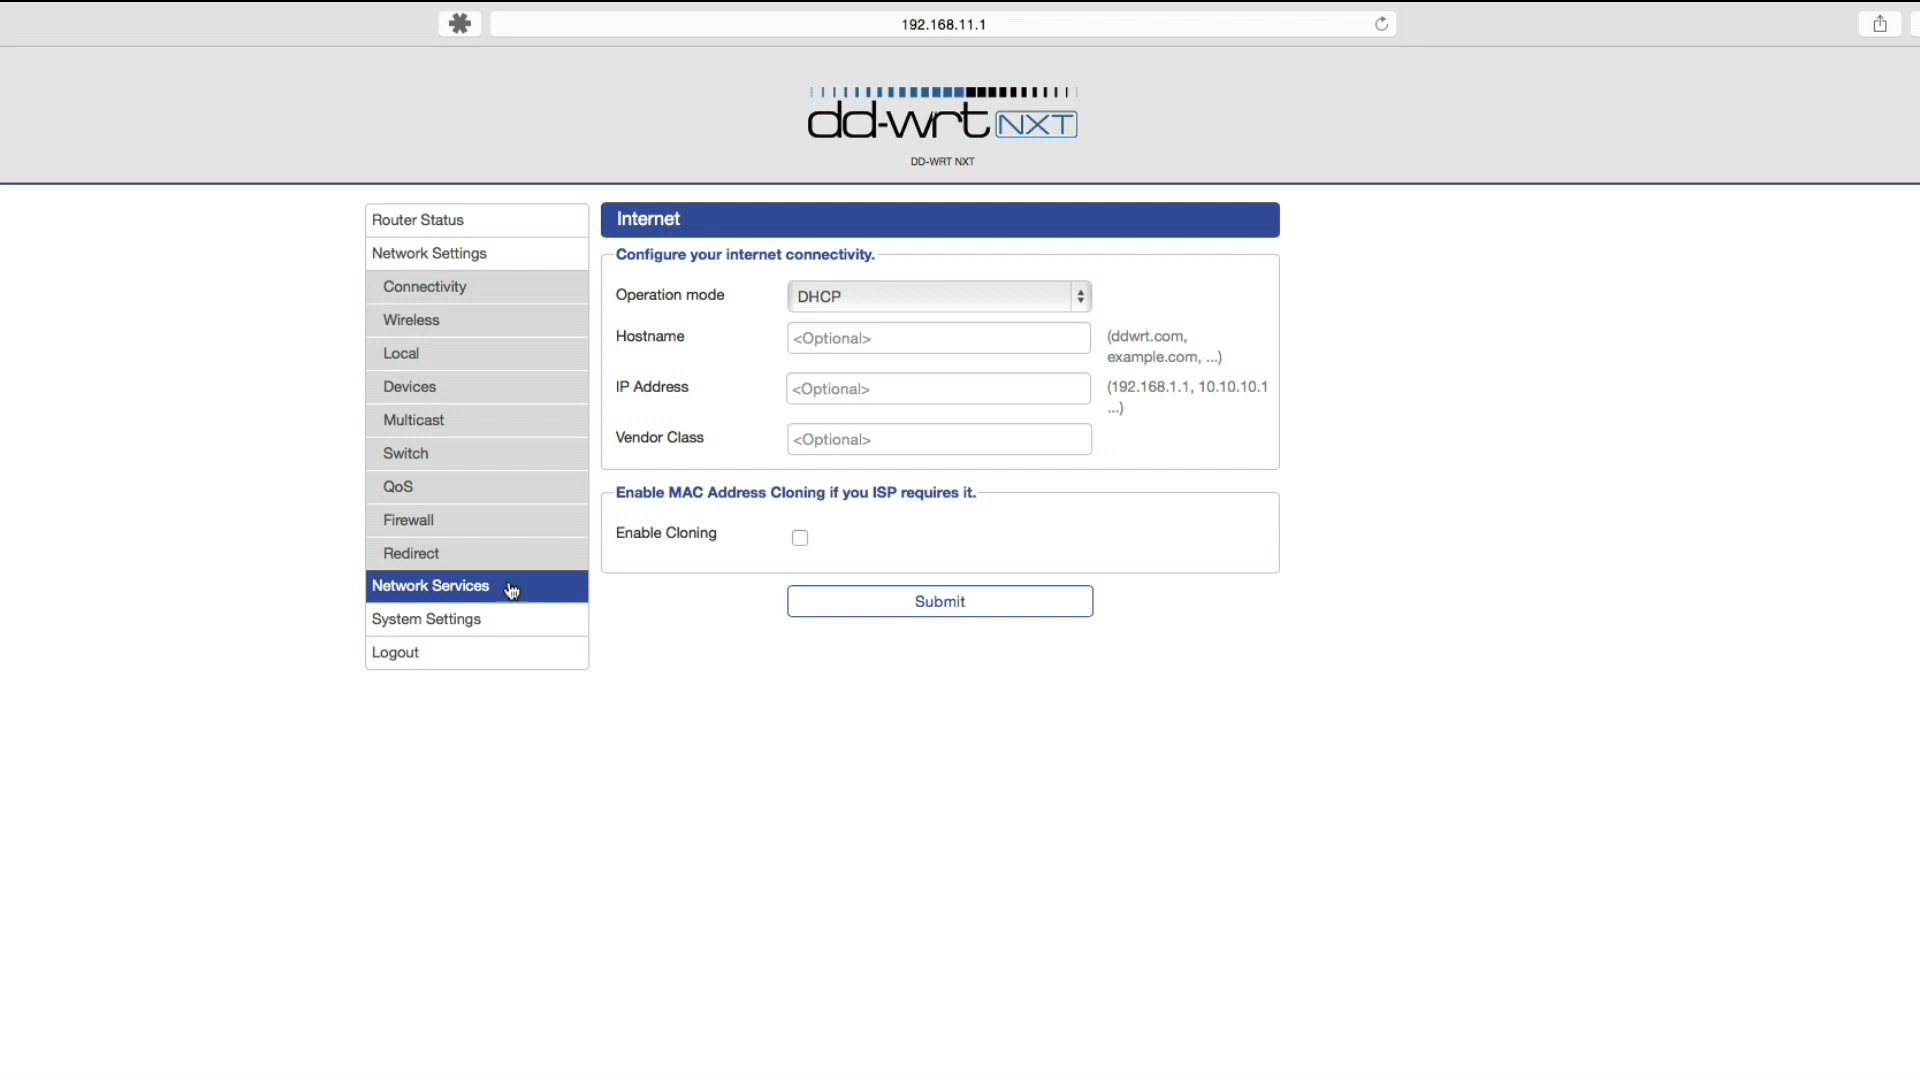 192.168.11.1
dd-wrt NXT
DD-WRT NXT
Router Status
Network Settings
Connectivity
Wireless
Local
Devices
Multicast
Switch
QoS
Firewall
Redirect
Network Services
System Settings
Logout
Internet
Configure your internet connectivity.
Operation mode DHCP
Hostname <Optional> (ddwrt.com,
example.com, ...)
IP Address <Optional> (192.168.1.1, 10.10.10.1
...)
Vendor Class <Optional>
Enable MAC Address Cloning if you ISP requires it.
Enable Cloning
Submit